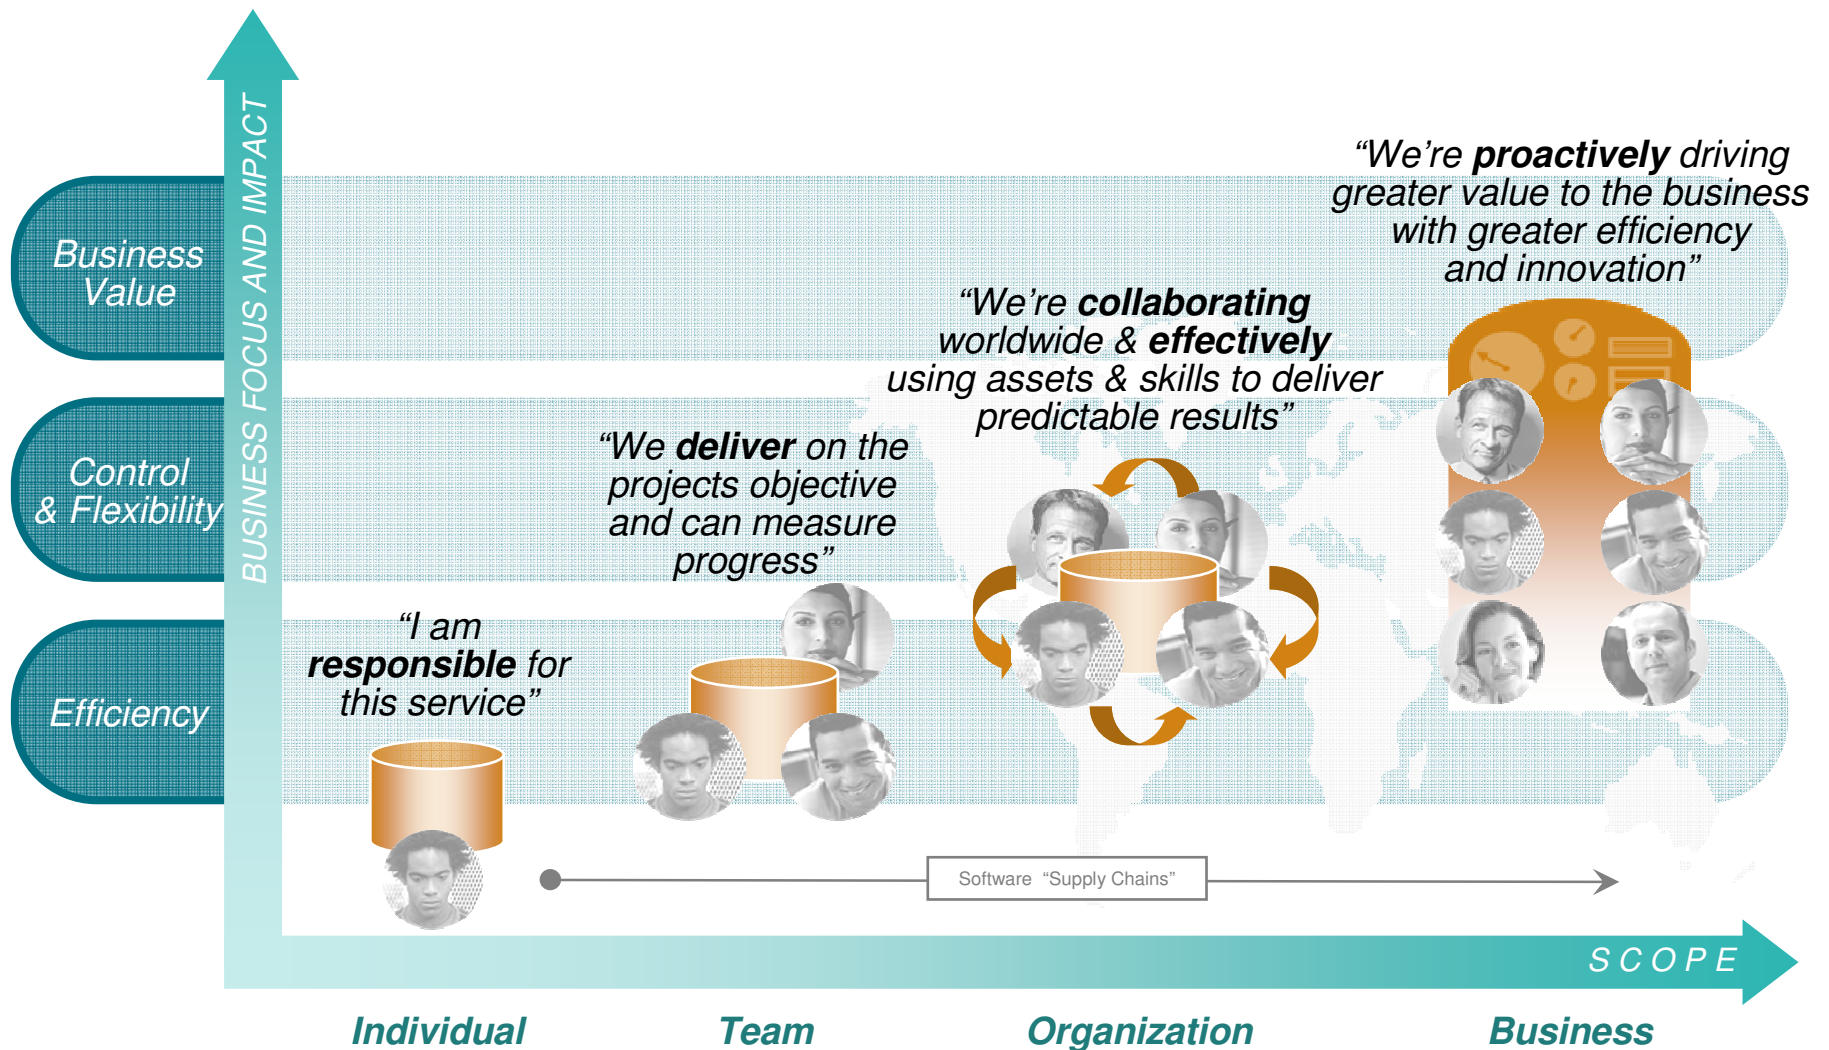 BUSINESS FOCUS AND IMPACT
Business
Value
Control
& Flexibility
Efficiency
“I am
responsible for
this service”
“We deliver on the
projects objective
and can measure
progress”
“We’re collaborating
worldwide & effectively
using assets & skills to deliver
predictable results”
“We’re proactively driving
greater value to the business
with greater efficiency
and innovation”
Software “Supply Chains”
SCOPE
Individual
Team
Organization
Business